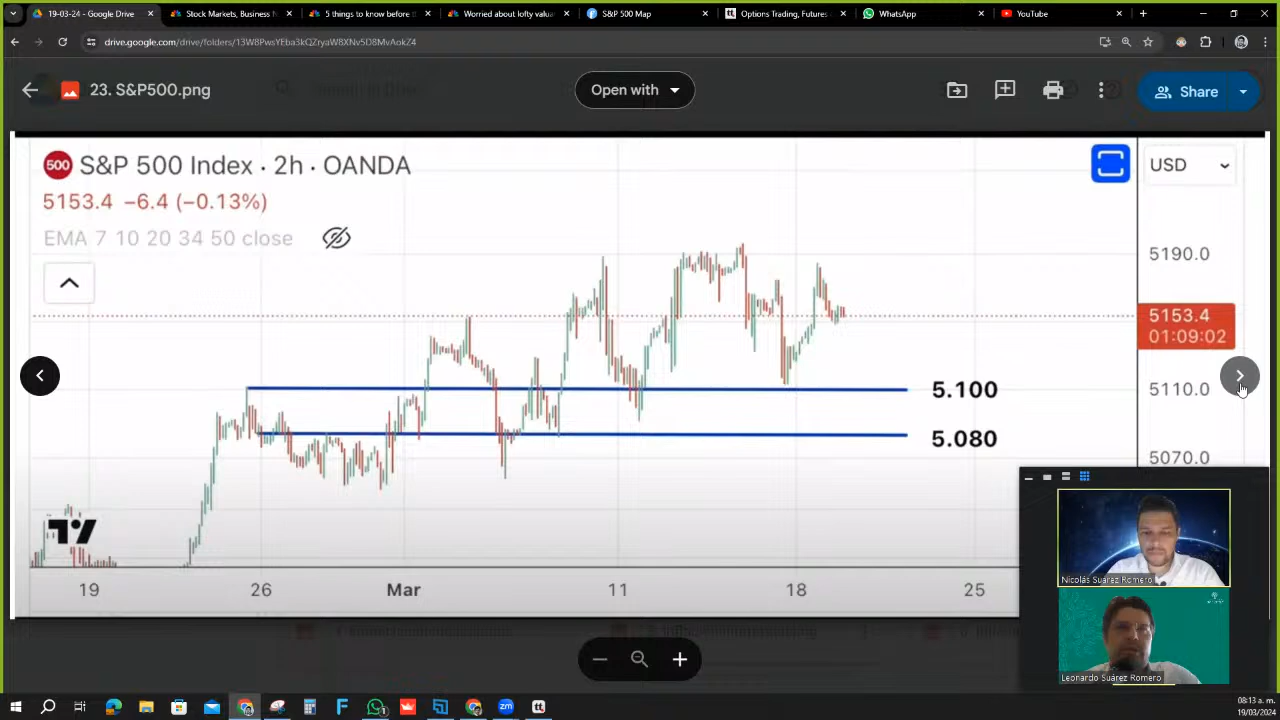 19-03-24 - Google Drive
Stock Markets, Business N
5 things to know before t
Worried about lofty valua
S&P 500 Map
Options Trading, Futures
WhatsApp
YouTube
drive.google.com/drive/folders/13W8PwsYEba3kQZryaW8XNv5D8MvAokZ4
23. S&P500.png
Open with
Share
500 S&P 500 Index · 2h · OANDA
USD
5153.4 −6.4 (−0.13%)
EMA 7 10 20 34 50 close
5190.0
5153.4
01:09:02
5.100
5110.0
5.080
5070.0
19 26 Mar 11 18 25
Nicolás Suárez Romero
Leonardo Suárez Romero
08:13 a. m.
19/03/2024